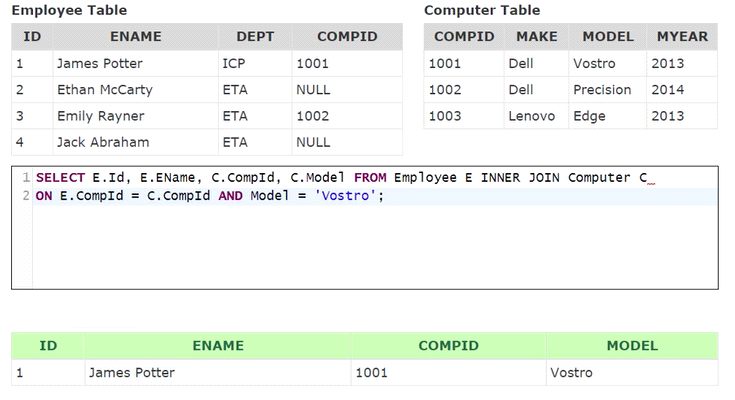 Employee Table
Computer Table
ID ENAME DEPT COMPID
COMPID MAKE MODEL MYEAR
1 James Potter ICP 1001
1001 Dell Vostro 2013
2 Ethan McCarty ETA NULL
1002 Dell Precision 2014
3 Emily Rayner ETA 1002
1003 Lenovo Edge 2013
4 Jack Abraham ETA NULL
1 SELECT E.Id, E.EName, C.CompId, C.Model FROM Employee E INNER JOIN Computer C
2 ON E.CompId = C.CompId AND Model = 'Vostro';
ID ENAME COMPID MODEL
1 James Potter 1001 Vostro